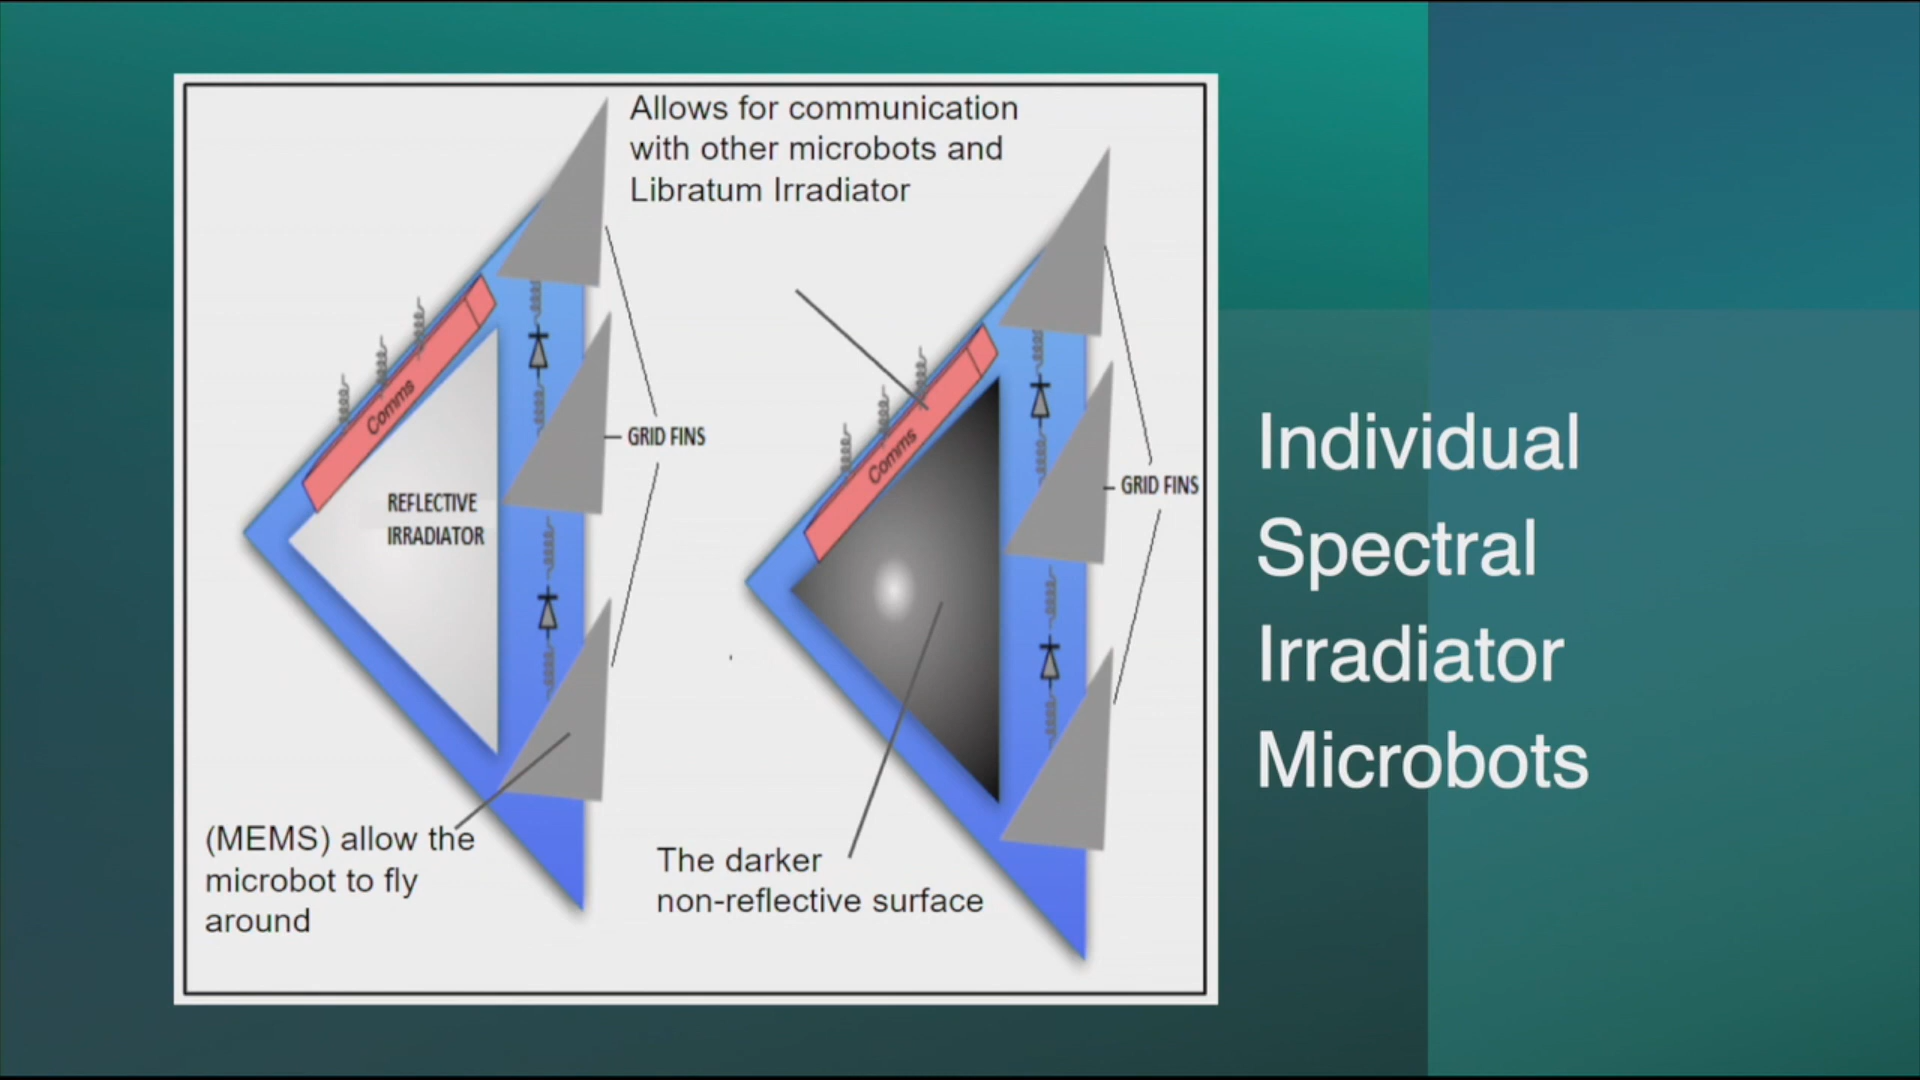 Allows for communication
with other microbots and
Libratum Irradiator
Comms
REFLECTIVE
IRRADIATOR
GRID FINS
(MEMS) allow the
microbot to fly
around
Comms
GRID FINS
The darker
non-reflective surface
Individual
Spectral
Irradiator
Microbots